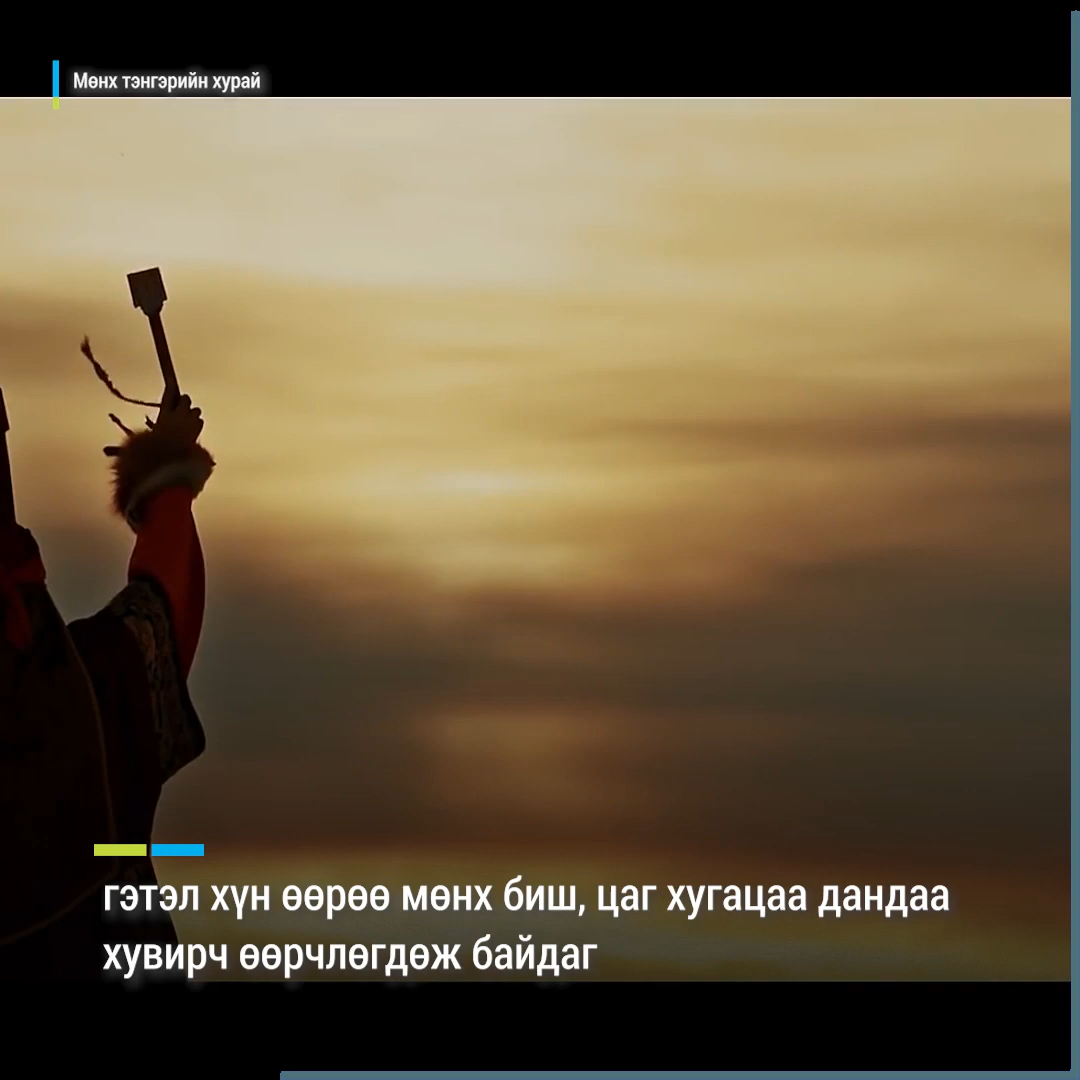 Мөнх тэнгэрийн хурай
гэтэл хүн өөрөө мөнх биш, цаг хугацаа дандаа
хувирч өөрчлөгдөж байдаг